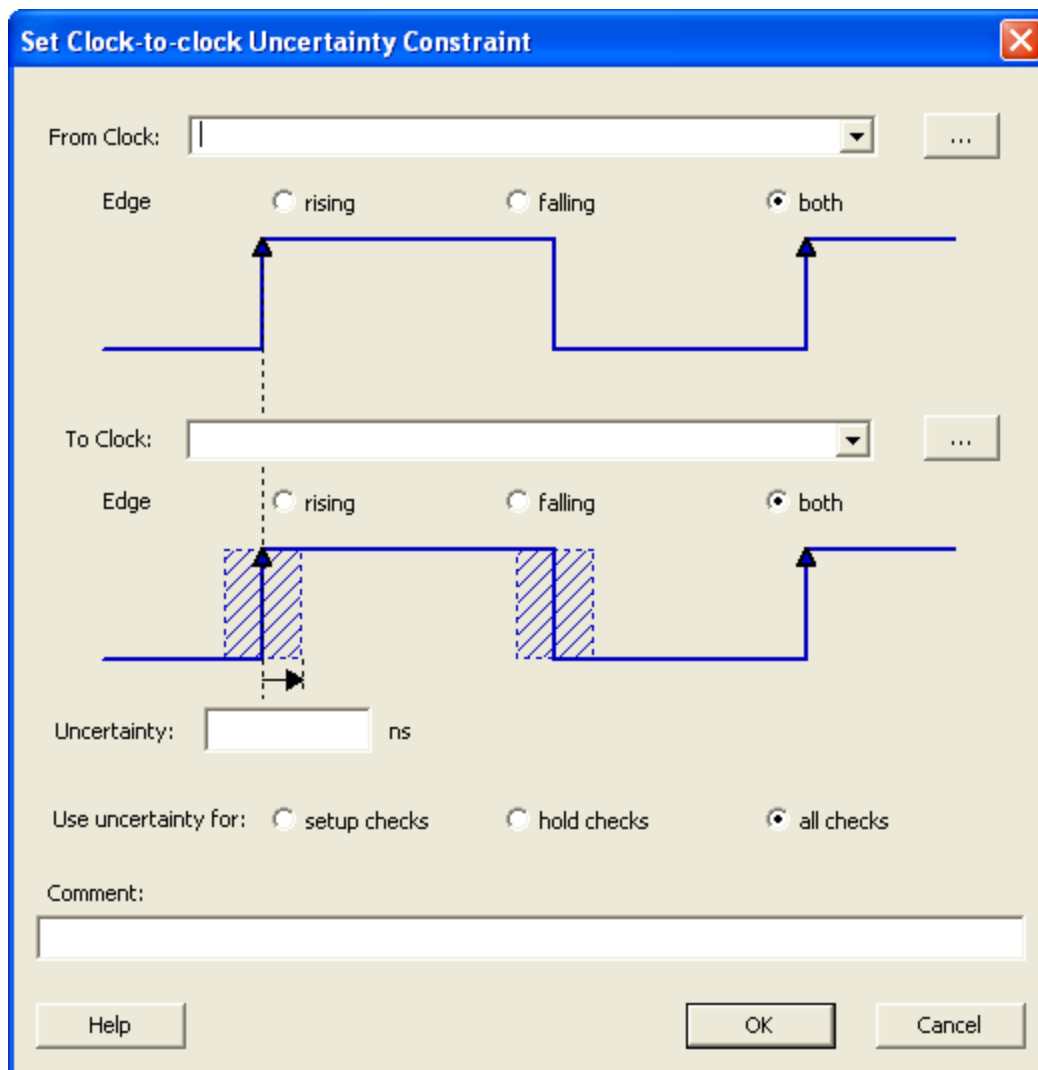 Set Clock-to-clock Uncertainty Constraint
From Clock: ...
Edge rising falling both
To Clock: ...
Edge rising falling both
Uncertainty: ns
Use uncertainty for: setup checks hold checks all checks
Comment:
Help OK Cancel